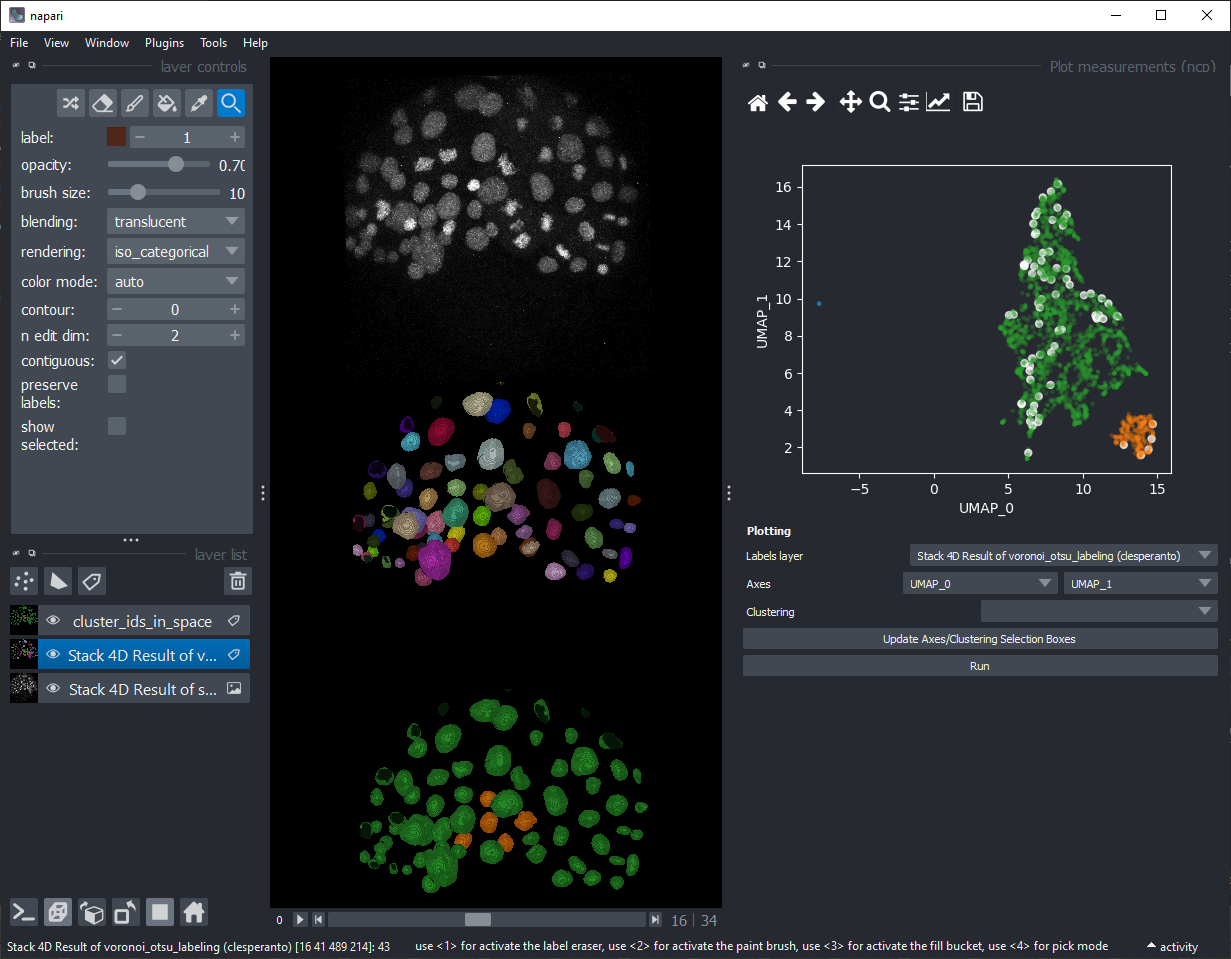 napari
File View Window Plugins Tools Help
layer controls
label: 1
opacity: 0.70
brush size: 10
blending: translucent
rendering: iso_categorical
color mode: auto
contour: 0
n edit dim: 2
contiguous:
preserve
labels:
show
selected:
layer list
cluster_ids_in_space
Stack 4D Result of v...
Stack 4D Result of s...
0 16 34
Plot measurements (ncp)
16
14
12
10
8
6
4
2
UMAP_1
−5 0 5 10 15
UMAP_0
Plotting
Labels layer Stack 4D Result of voronoi_otsu_labeling (clesperanto)
Axes UMAP_0 UMAP_1
Clustering
Update Axes/Clustering Selection Boxes
Run
Stack 4D Result of voronoi_otsu_labeling (clesperanto) [16 41 489 214]: 43 use <1> for activate the label eraser, use <2> for activate the paint brush, use <3> for activate the fill bucket, use <4> for pick mode activity